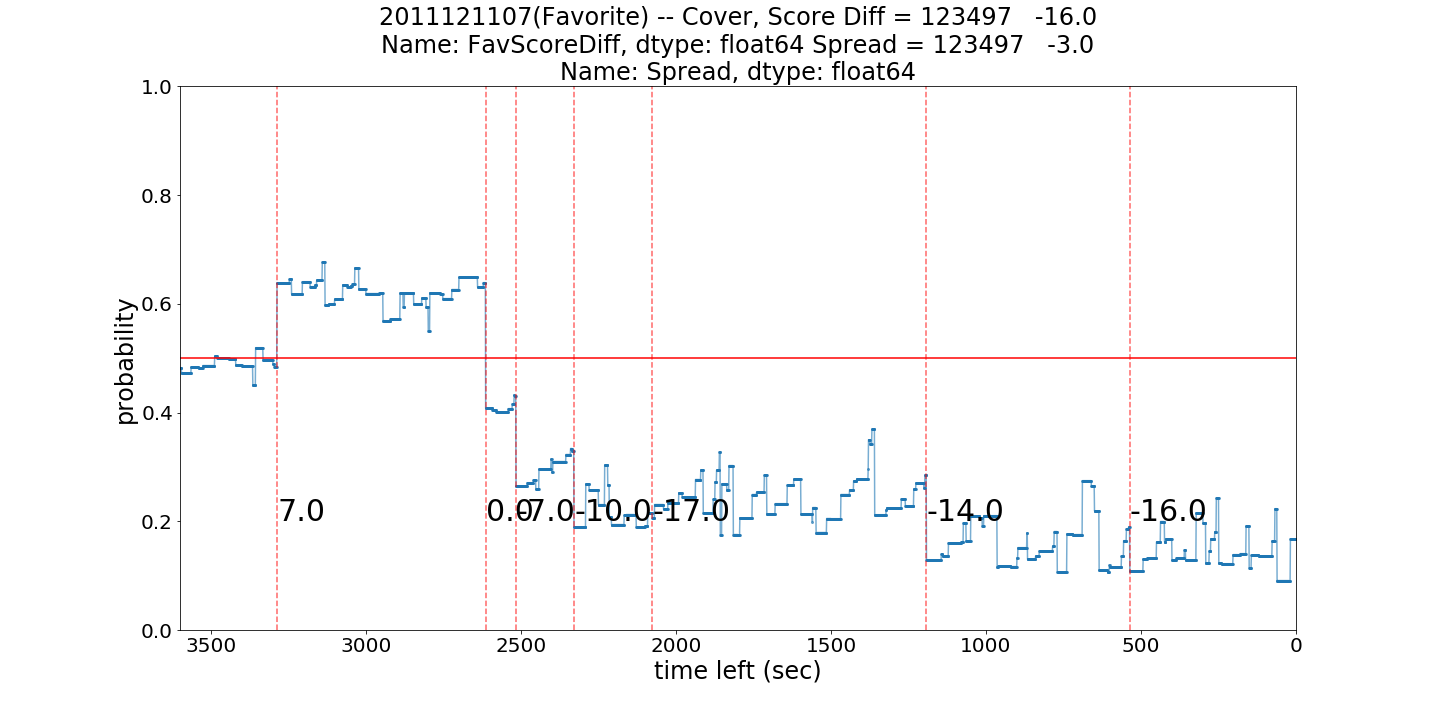 2011121107(Favorite) -- Cover, Score Diff = 123497   -16.0
Name: FavScoreDiff, dtype: float64 Spread = 123497   -3.0
Name: Spread, dtype: float64
1.0
0.8
0.6
0.4
0.2
0.0
probability
7.0
0.0
-7.0
-10.0
-17.0
-14.0
-16.0
3500 3000 2500 2000 1500 1000 500 0
time left (sec)